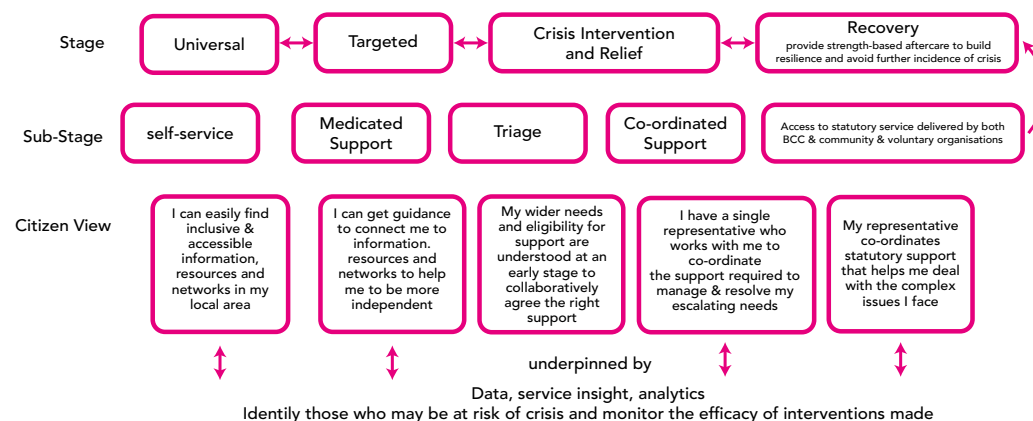 Stage
Universal
Targeted
Crisis Intervention
and Relief
Recovery
provide strength-based aftercare to build
resilience and avoid further incidence of crisis
Sub-Stage
self-service
Medicated
Support
Triage
Co-ordinated
Support
Access to statutory service delivered by both
BCC & community & voluntary organisations
Citizen View
I can easily find
inclusive &
accessible
information,
resources and
networks in my
local area
I can get guidance
to connect me to
information.
resources and
networks to help
me to be more
independent
My wider needs
and eligibility for
support are
understood at an
early stage to
collaboratively
agree the right
support
I have a single
representative who
works with me to
co-ordinate
the support required to
manage & resolve my
escalating needs
My representative
co-ordinates
statutory support
that helps me deal
with the complex
issues I face
underpinned by
Data, service insight, analytics
Identily those who may be at risk of crisis and monitor the efficacy of interventions made